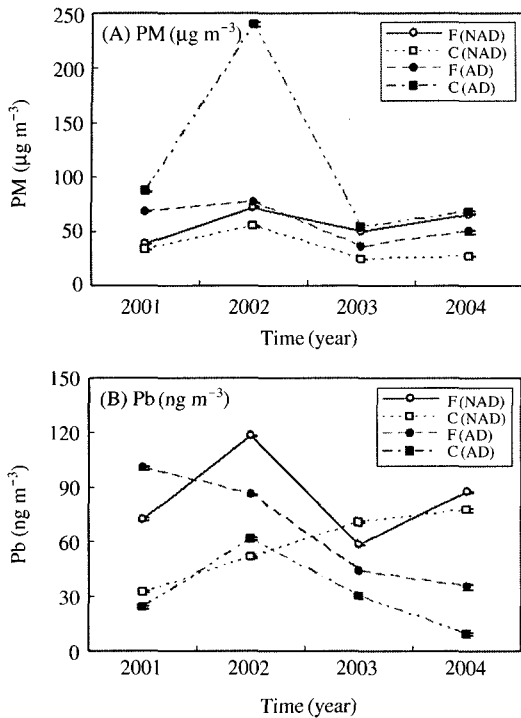 (A) PM (μg m⁻³)
F (NAD)
C (NAD)
F (AD)
C (AD)
PM (μg m⁻³)
250
200
150
100
50
0
2001 2002 2003 2004
Time (year)
(B) Pb (ng m⁻³)
F (NAD)
C (NAD)
F (AD)
C (AD)
Pb (ng m⁻³)
150
120
90
60
30
0
2001 2002 2003 2004
Time (year)